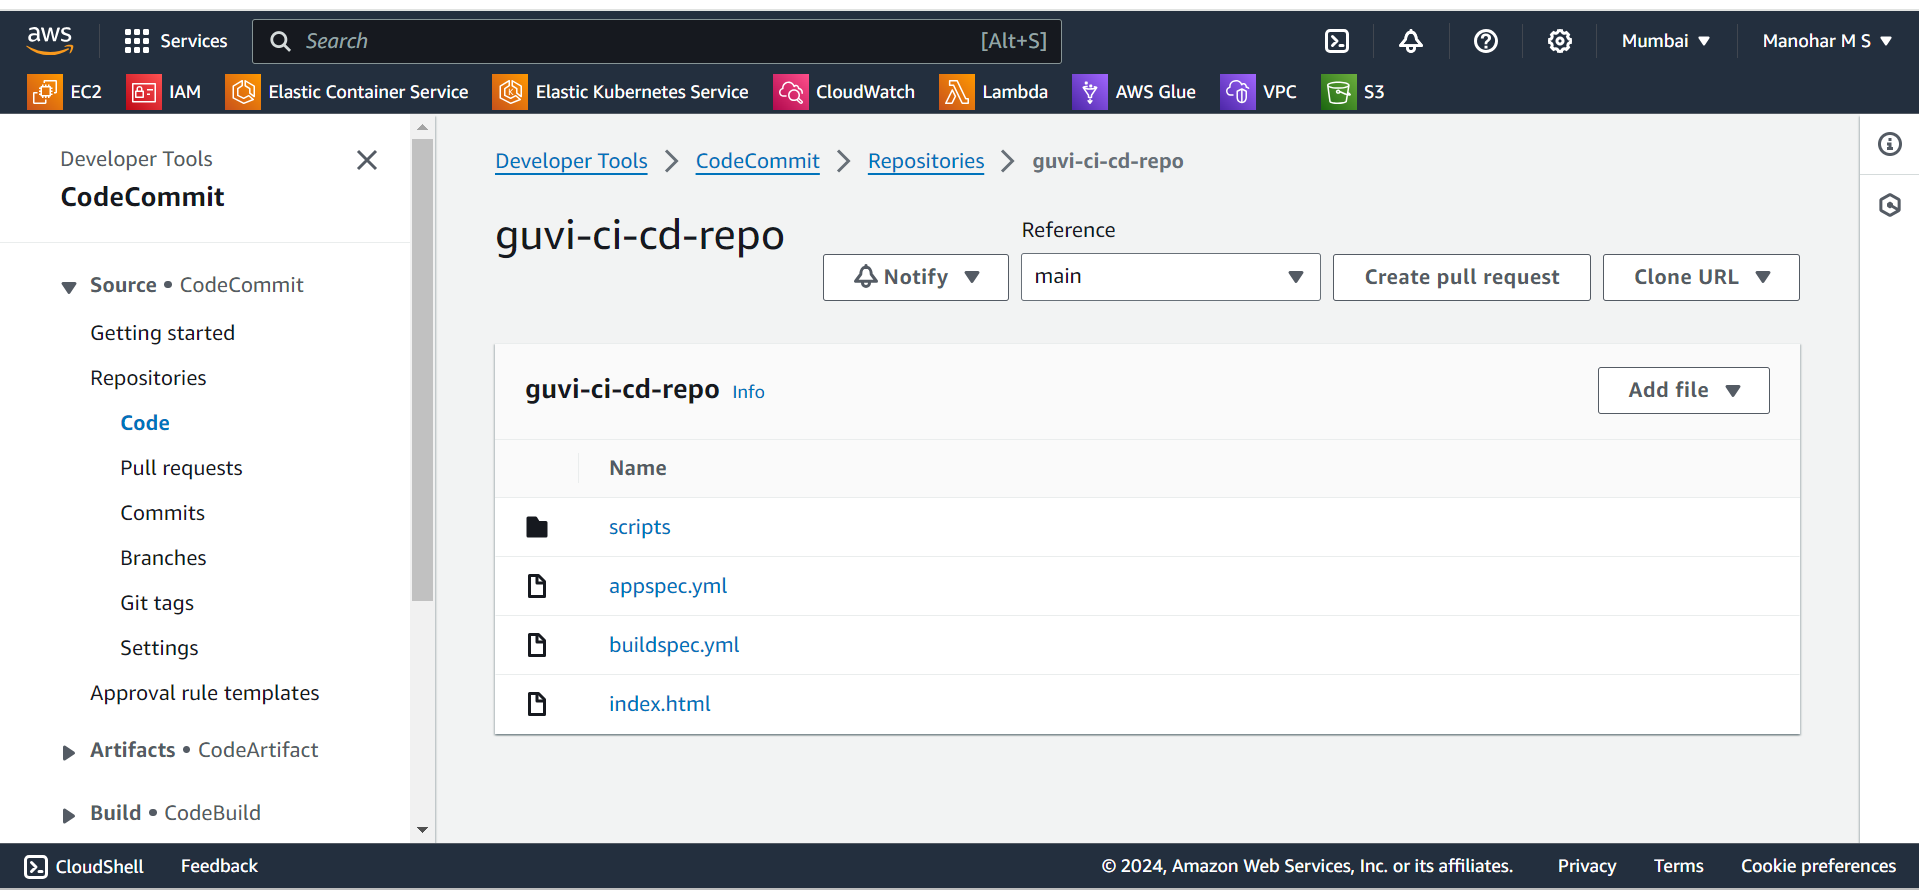 aws
Services
Search [Alt+S]
Mumbai
Manohar M S
EC2
IAM
Elastic Container Service
Elastic Kubernetes Service
CloudWatch
Lambda
AWS Glue
VPC
S3
Developer Tools
CodeCommit
Source • CodeCommit
Getting started
Repositories
Code
Pull requests
Commits
Branches
Git tags
Settings
Approval rule templates
Artifacts • CodeArtifact
Build • CodeBuild
Developer Tools
CodeCommit
Repositories
guvi-ci-cd-repo
guvi-ci-cd-repo
Notify
Reference
main
Create pull request
Clone URL
guvi-ci-cd-repo Info
Add file
Name
scripts
appspec.yml
buildspec.yml
index.html
CloudShell
Feedback
© 2024, Amazon Web Services, Inc. or its affiliates.
Privacy
Terms
Cookie preferences